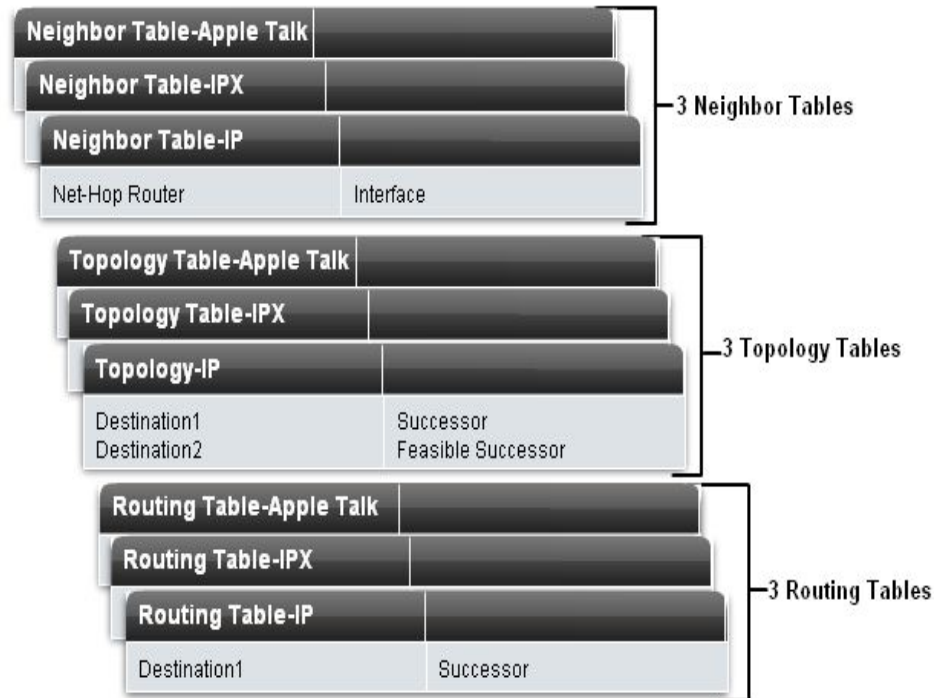 Neighbor Table-Apple Talk
Neighbor Table-IPX
3 Neighbor Tables
Neighbor Table-IP
Net-Hop Router Interface
Topology Table-Apple Talk
Topology Table-IPX
3 Topology Tables
Topology-IP
Destination1 Successor
Destination2 Feasible Successor
Routing Table-Apple Talk
Routing Table-IPX
3 Routing Tables
Routing Table-IP
Destination1 Successor